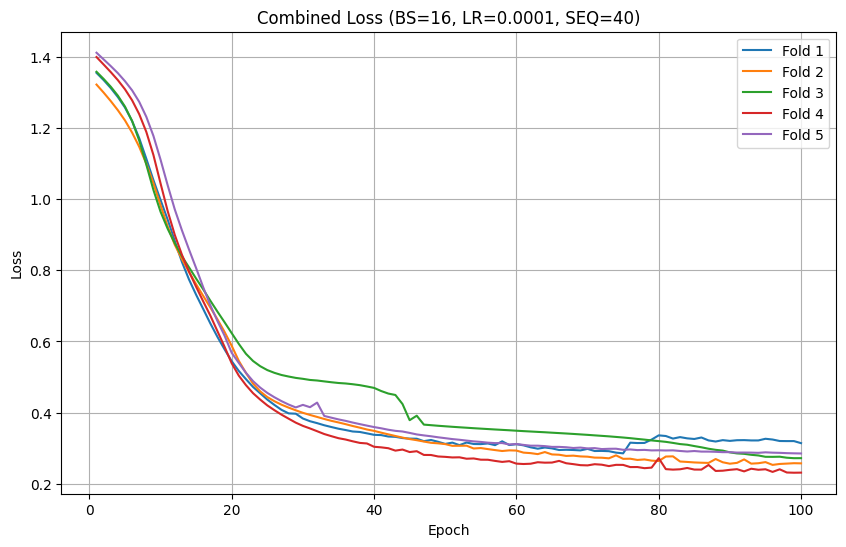 Combined Loss (BS=16, LR=0.0001, SEQ=40)
Fold 1
Fold 2
Fold 3
Fold 4
Fold 5
Loss
1.4
1.2
1.0
0.8
0.6
0.4
0.2
0 20 40 60 80 100
Epoch